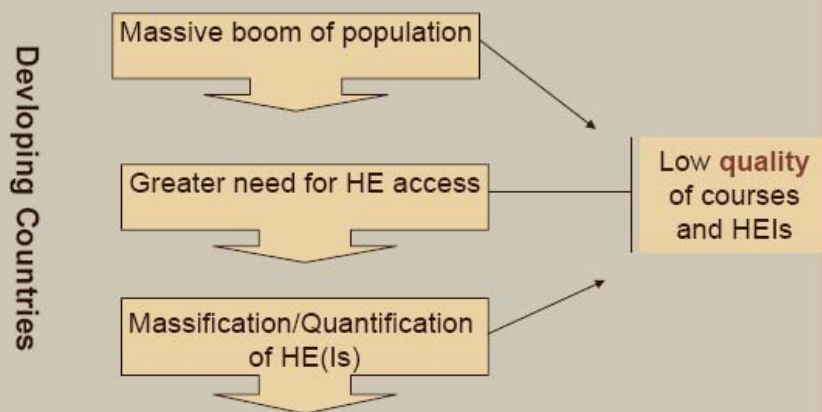 Devloping Countries
Massive boom of population
Greater need for HE access
Massification/Quantification
of HE(Is)
Low quality
of courses
and HEIs